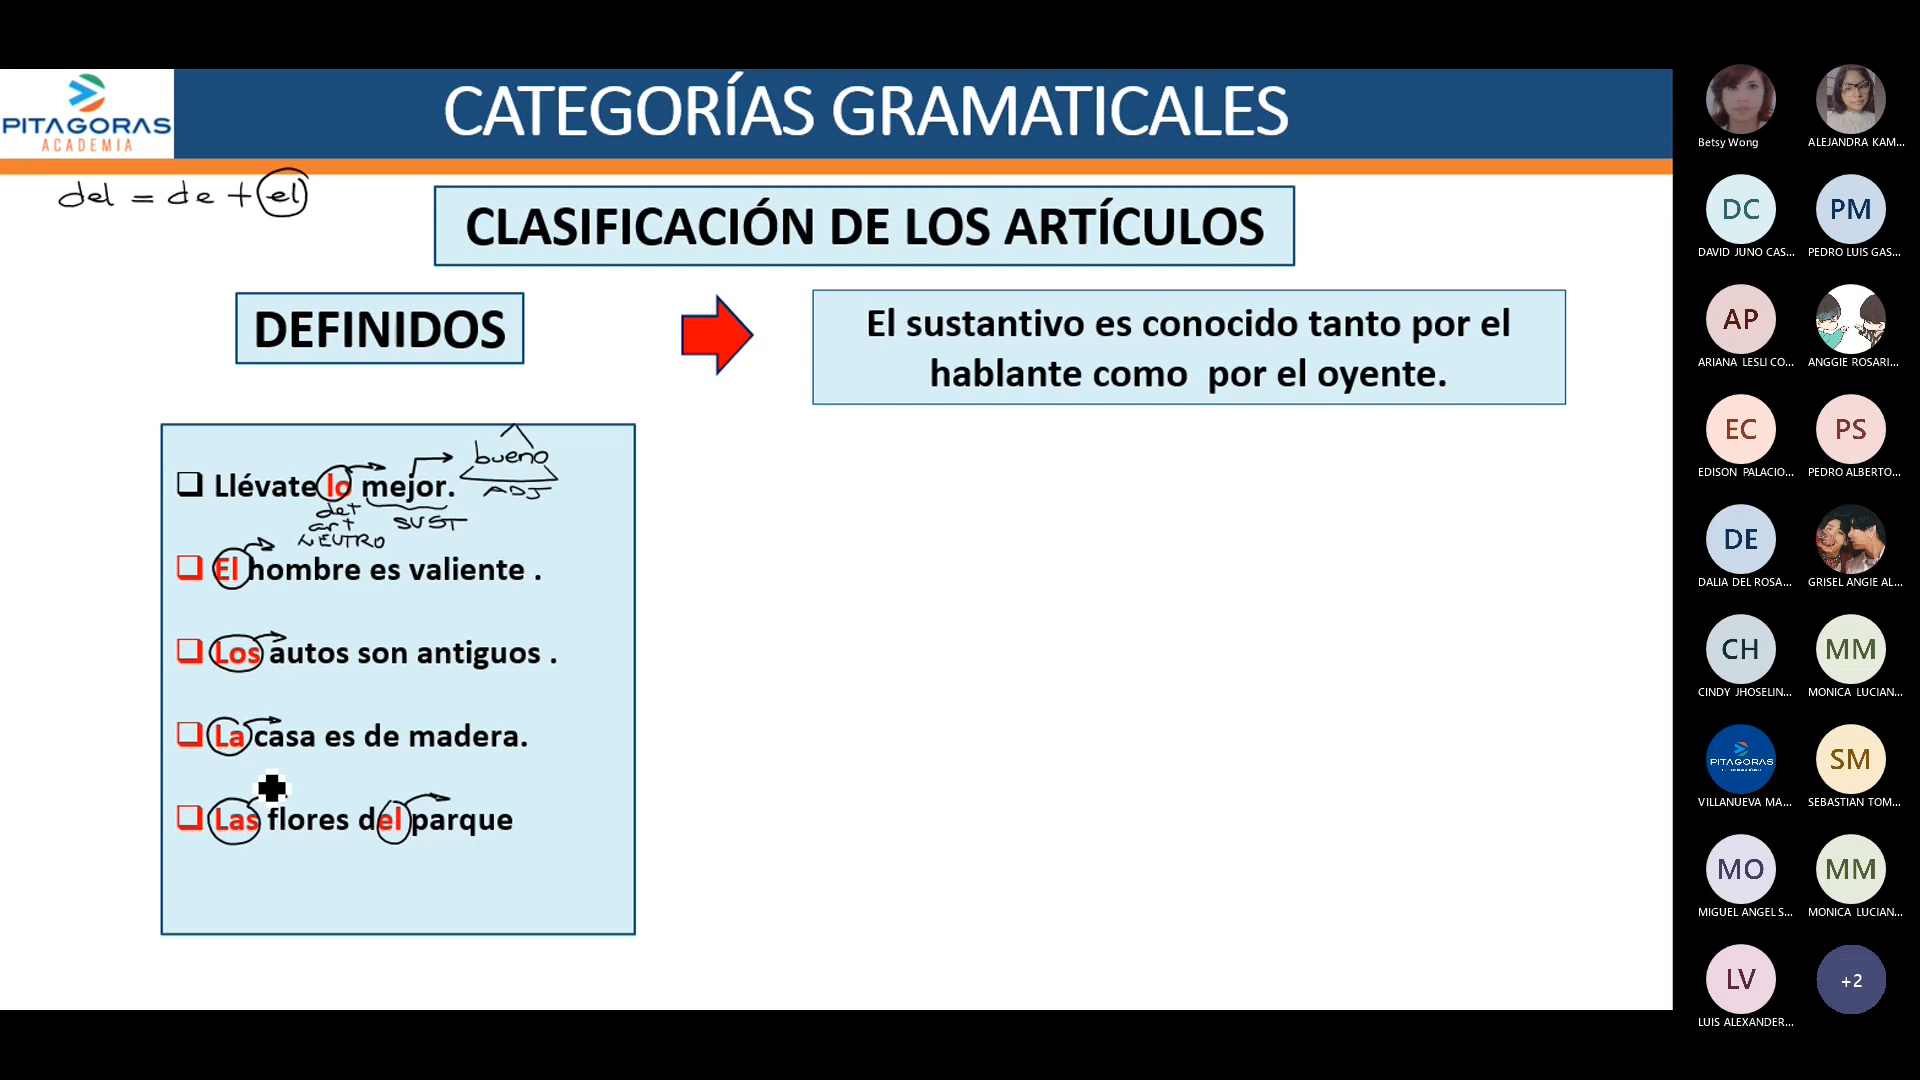 PITAGORAS
ACADEMIA
CATEGORÍAS GRAMATICALES
del = de + el
CLASIFICACIÓN DE LOS ARTÍCULOS
DEFINIDOS
El sustantivo es conocido tanto por el
hablante como por el oyente.
bueno
ADJ
Llévate lo mejor.
det
art
NEUTRO
SUST
El hombre es valiente .
Los autos son antiguos .
La casa es de madera.
Las flores del parque
Betsy Wong
ALEJANDRA KAM...
DC
PM
DAVID JUNO CAS...
PEDRO LUIS GAS...
AP
ARIANA LESLI CO...
ANGGIE ROSARI...
EC
PS
EDISON PALACIO...
PEDRO ALBERTO...
DE
DALIA DEL ROSA...
GRISEL ANGIE AL...
CH
MM
CINDY JHOSELIN...
MONICA LUCIAN...
PITAGORAS
SM
VILLANUEVA MA...
SEBASTIAN TOM...
MO
MM
MIGUEL ANGEL S...
MONICA LUCIAN...
LV
+2
LUIS ALEXANDER...